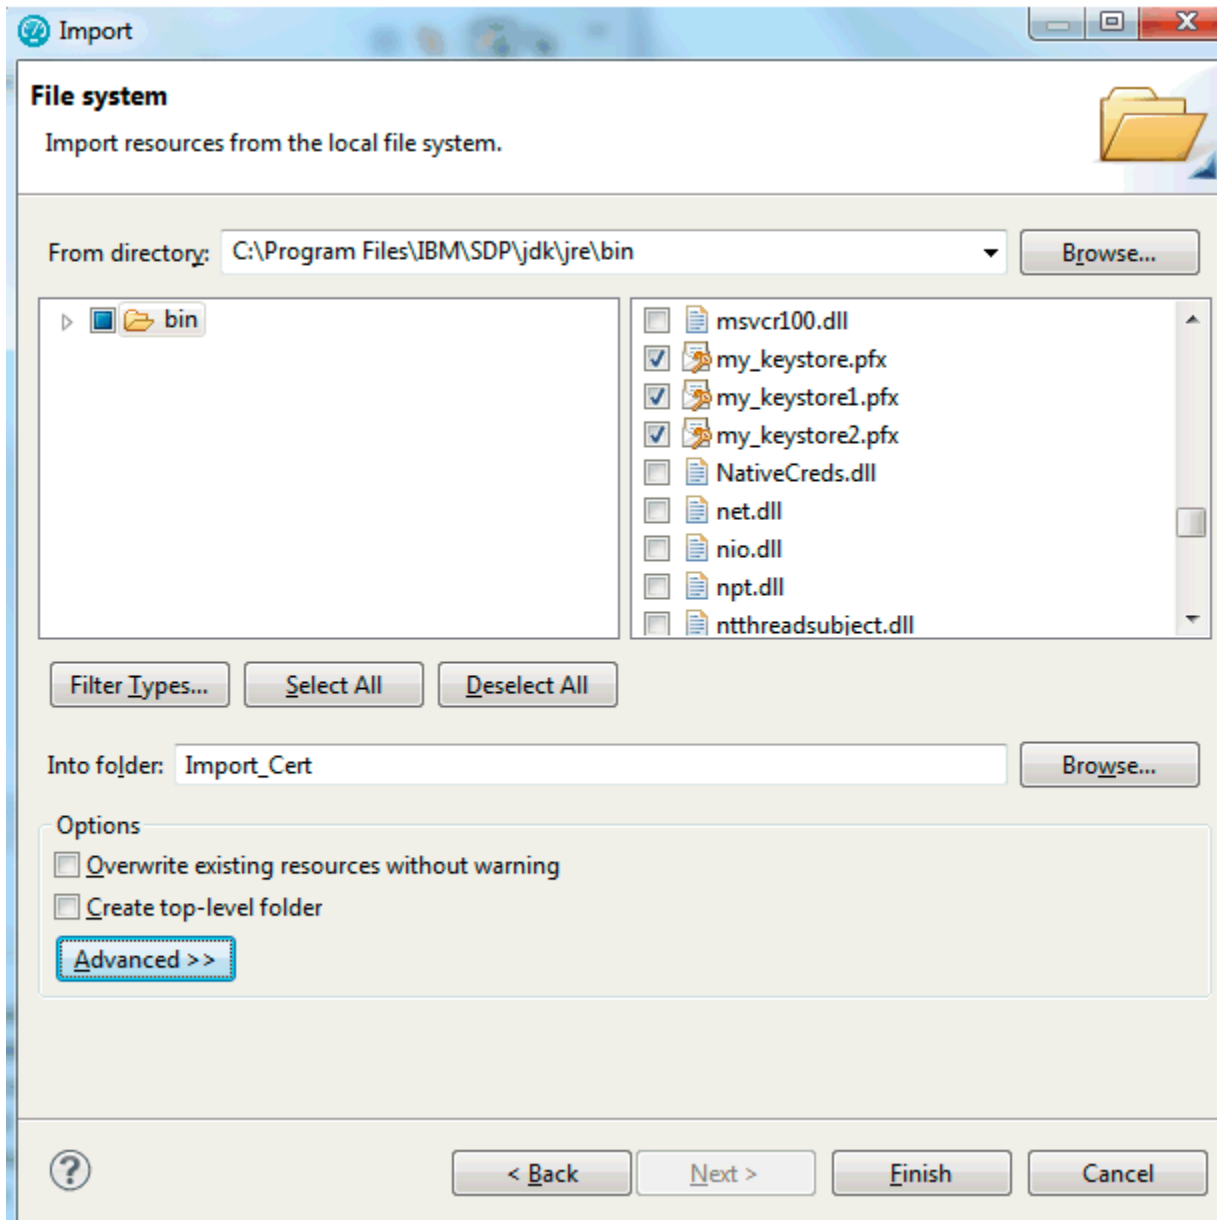 Import
File system
Import resources from the local file system.
From directory: C:\Program Files\IBM\SDP\jdk\jre\bin Browse...
bin
msvcr100.dll
my_keystore.pfx
my_keystore1.pfx
my_keystore2.pfx
NativeCreds.dll
net.dll
nio.dll
npt.dll
ntthreadsubject.dll
Filter Types... Select All Deselect All
Into folder: Import_Cert Browse...
Options
Overwrite existing resources without warning
Create top-level folder
Advanced >>
? < Back Next > Finish Cancel